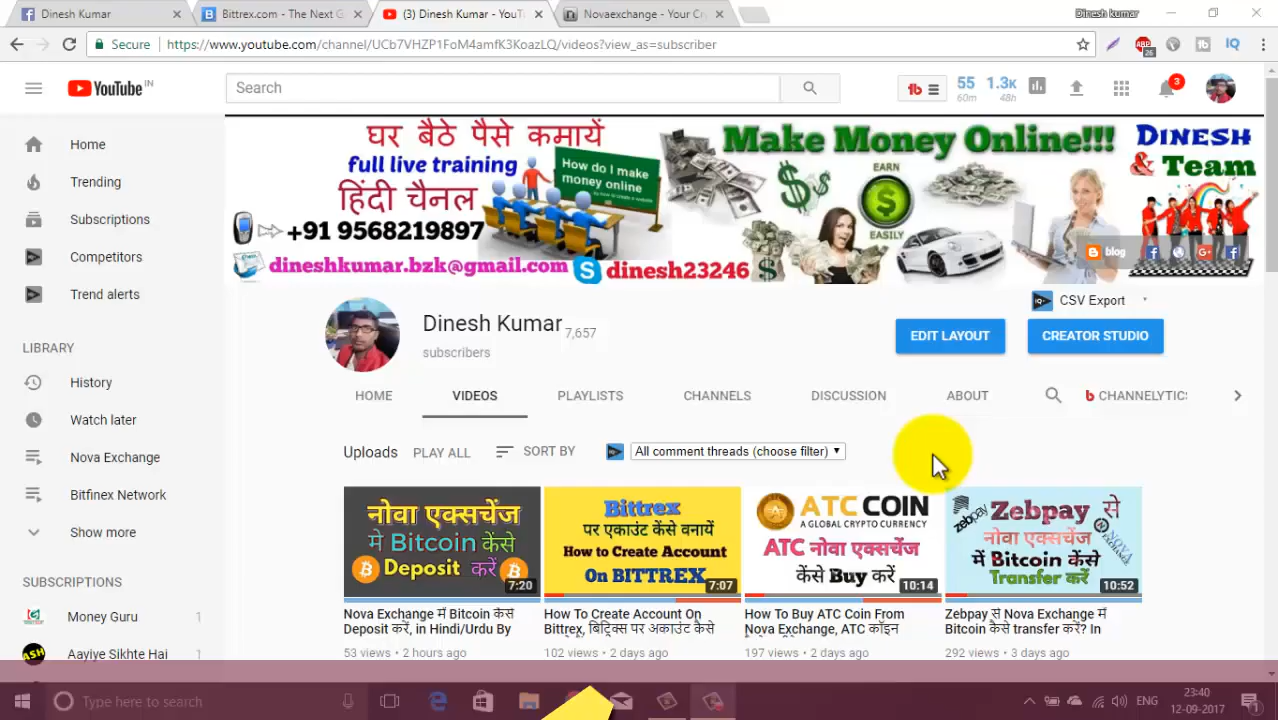 Dinesh Kumar
Bittrex.com - The Next G
(3) Dinesh Kumar - YouT
Novaexchange - Your Cr
Dinesh kumar
Secure
https://www.youtube.com/channel/UCb7VHZP1FoM4amfK3KoazLQ/videos?view_as=subscriber
26
IQ
YouTube IN
Search
55
60m
1.3K
48h
3
Home
Trending
Subscriptions
Competitors
Trend alerts
LIBRARY
History
Watch later
Nova Exchange
Bitfinex Network
Show more
SUBSCRIPTIONS
Money Guru 1
Aayiye Sikhte Hai 1
घर बैठे पैसे कमायें
full live training
हिंदी चैनल
+91 9568219897
dineshkumar.bzk@gmail.com
dinesh23246
How do I make
money online
Make Money Online!!!
EARN
EASILY
DINESH
& Team
blog
CSV Export
Dinesh Kumar 7,657
subscribers
EDIT LAYOUT
CREATOR STUDIO
HOME
VIDEOS
PLAYLISTS
CHANNELS
DISCUSSION
ABOUT
CHANNELYTICS
Uploads
PLAY ALL
SORT BY
All comment threads (choose filter)
नोवा एक्सचेंज
में Bitcoin कैंसे
Deposit करें
7:20
Nova Exchange में Bitcoin कैसे
Deposit करें, in Hindi/Urdu By
53 views • 2 hours ago
Bittrex
पर एकाउंट कैंसे वनायें
How to Create Account
On BITTREX
7:07
How To Create Account On
Bittrex, बिट्रिक्स पर अकाउंट कैसे
102 views • 2 days ago
ATC COIN
A GLOBAL CRYPTO CURRENCY
ATC नोवा एक्सचेंज
कैंसे Buy करें
10:14
How To Buy ATC Coin From
Nova Exchange, ATC कॉइन
197 views • 2 days ago
zebpay
Zebpay से
नोवा एक्सचेंज
में Bitcoin कैंसे
Transfer करें
10:52
Zebpay से Nova Exchange में
Bitcoin कैसे transfer करें? In
292 views • 3 days ago
Type here to search
ENG
23:40
12-09-2017
1